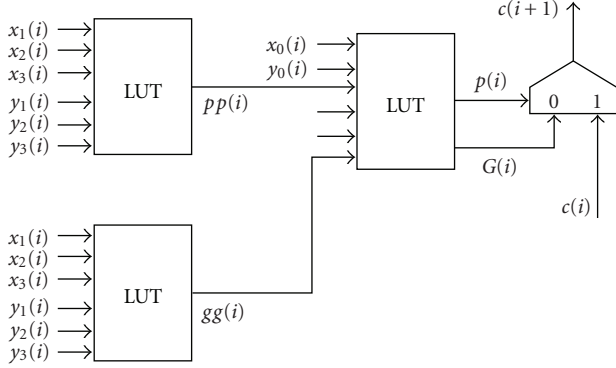 c(i + 1)
x₁(i)
x₂(i)
x₃(i)
y₁(i)
y₂(i)
y₃(i)
LUT
pp(i)
x₀(i)
y₀(i)
LUT
p(i)
G(i)
0 1
c(i)
x₁(i)
x₂(i)
x₃(i)
y₁(i)
y₂(i)
y₃(i)
LUT
gg(i)